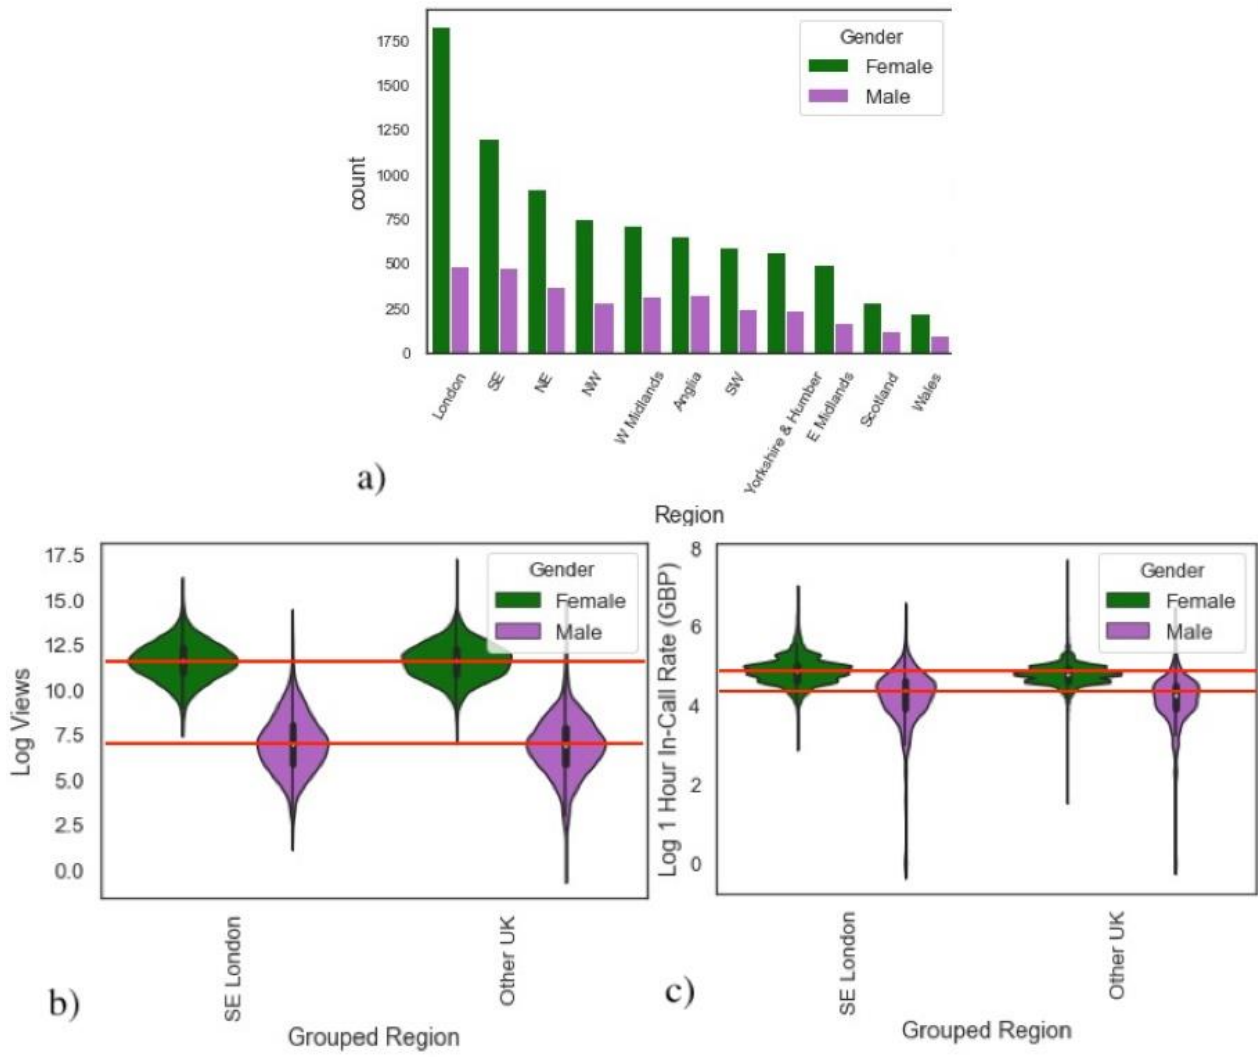 Gender
Female
Male
count
1750
1500
1250
1000
750
500
250
0
London
SE
NE
NW
W Midlands
Anglia
SW
Yorkshire & Humber
E Midlands
Scotland
Wales
a)
Region
Log Views
17.5
15.0
12.5
10.0
7.5
5.0
2.5
0.0
Gender
Female
Male
SE London
Other UK
b)
Grouped Region
Log 1 Hour In-Call Rate (GBP)
8
6
4
2
0
Gender
Female
Male
SE London
Other UK
c)
Grouped Region